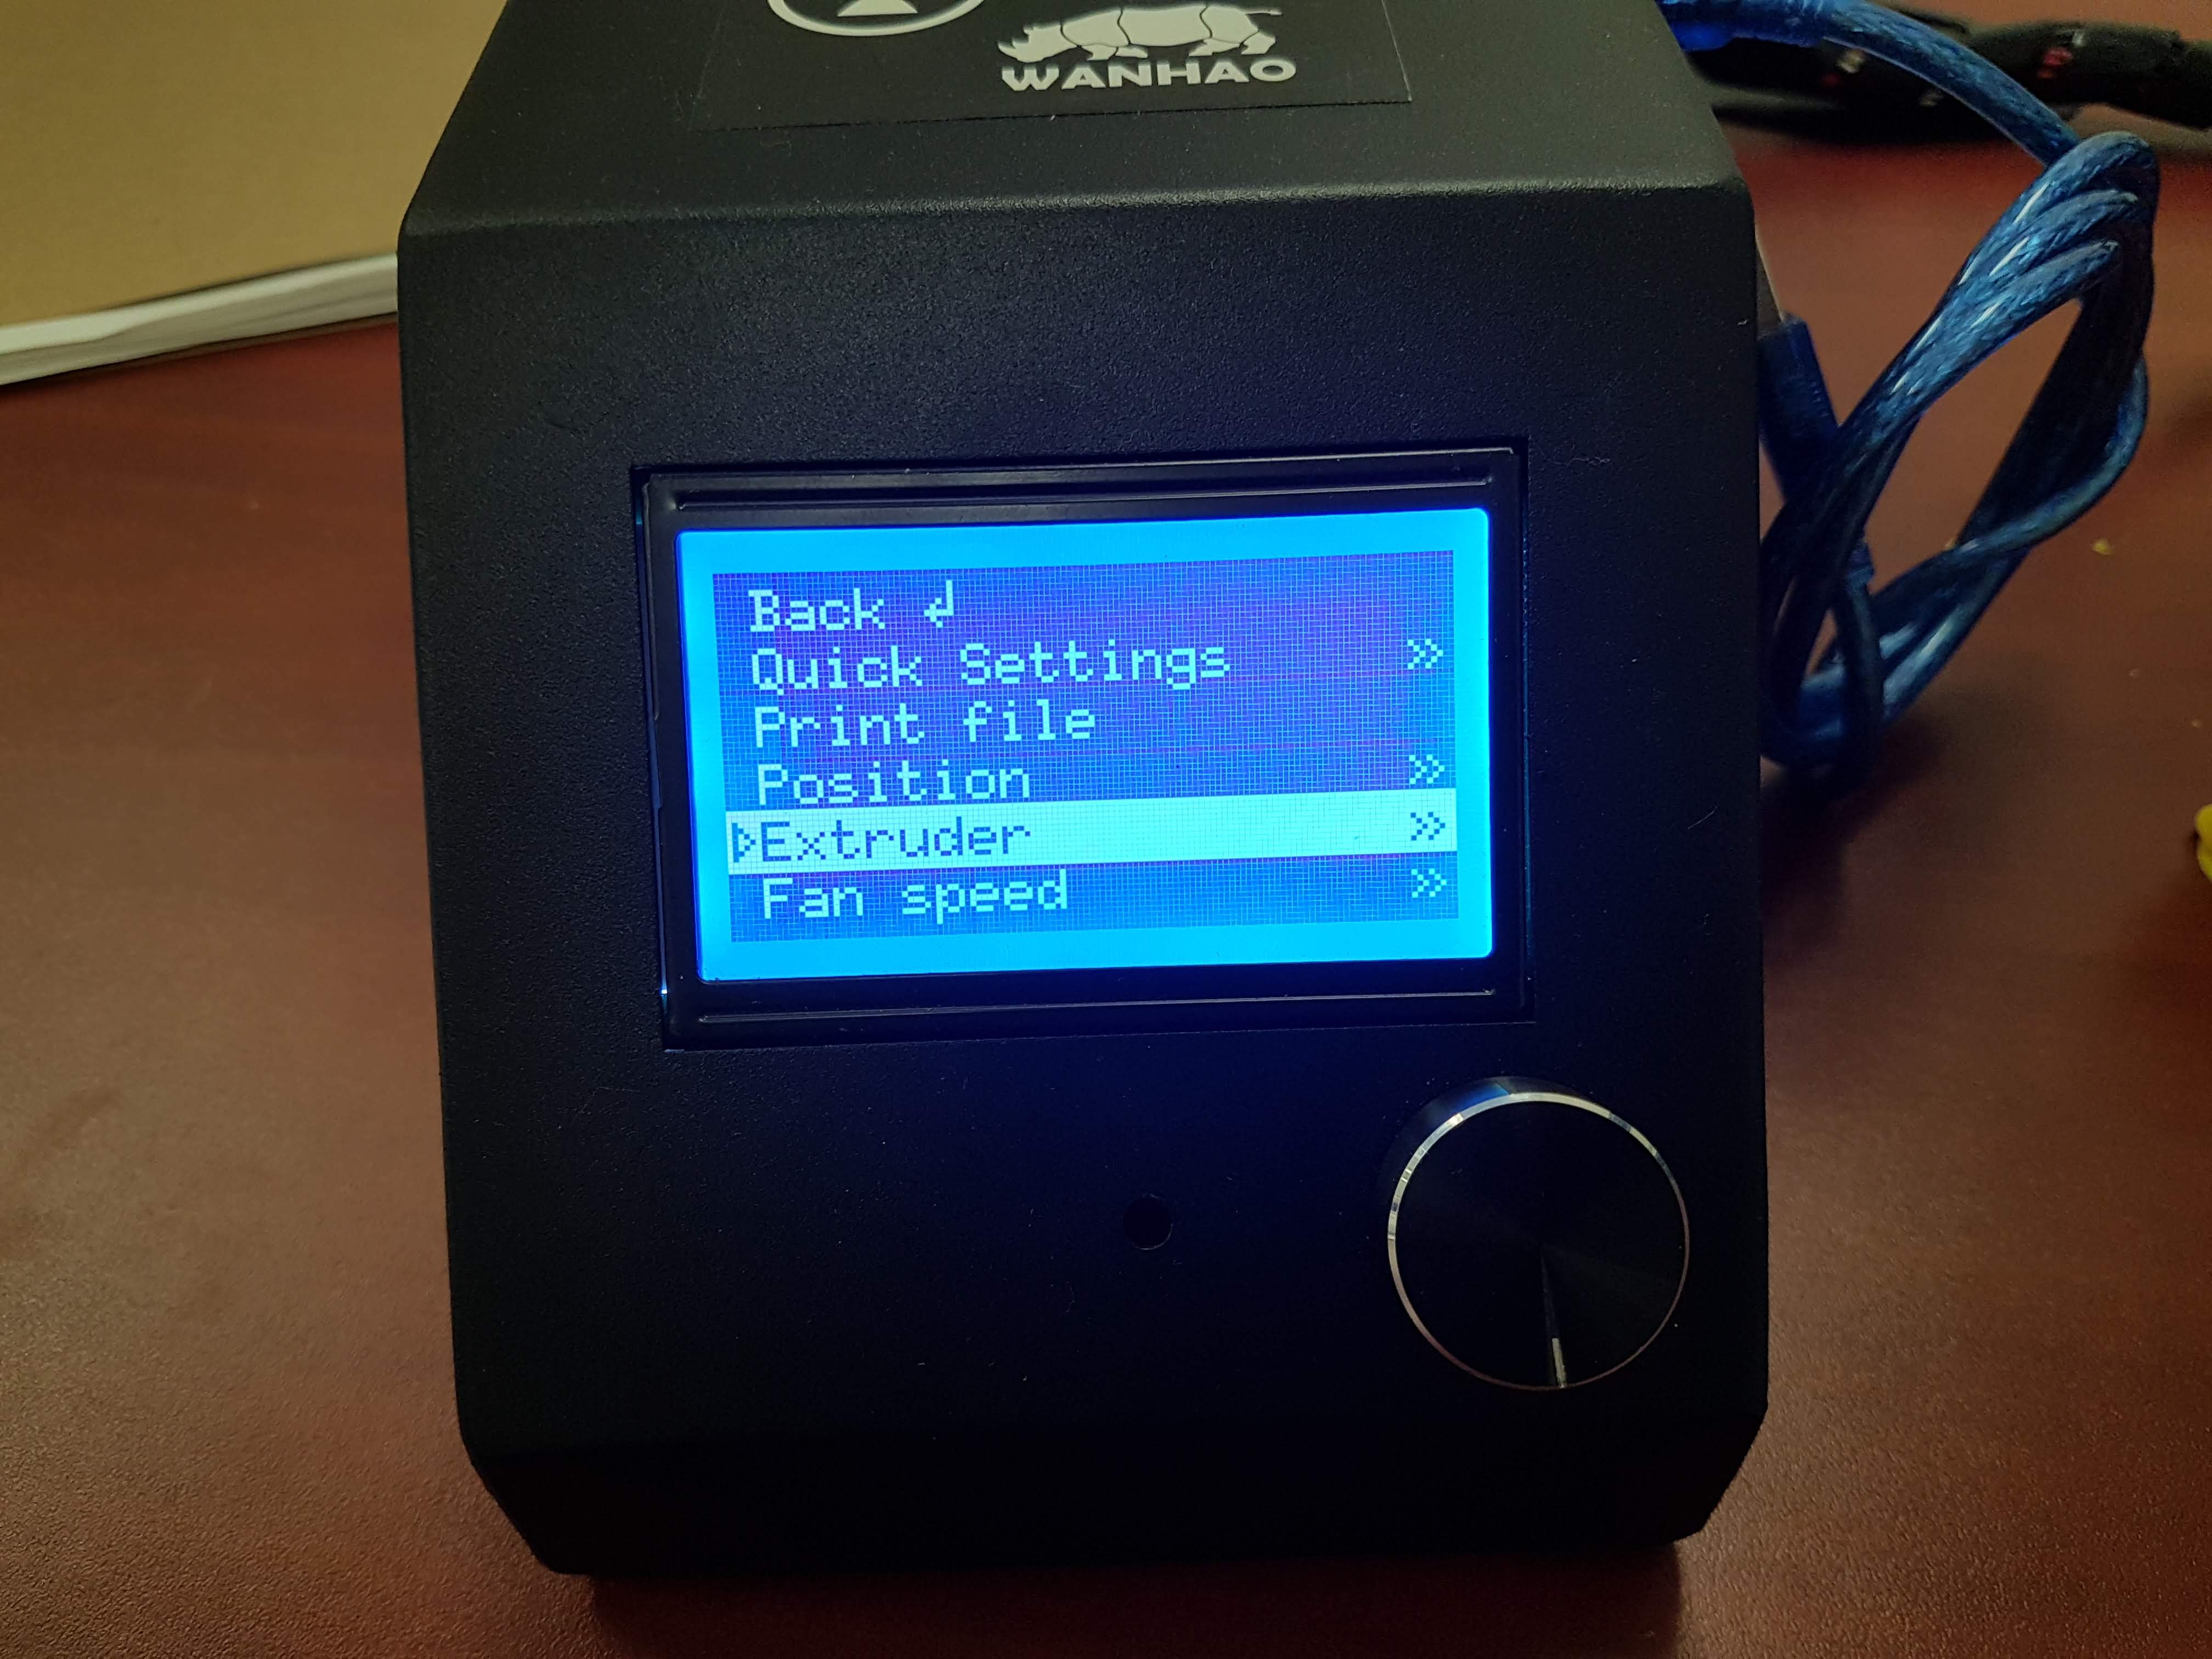 WANHAO
Back ↲
Quick Settings »
Print file
Position »
▷Extruder »
Fan speed »